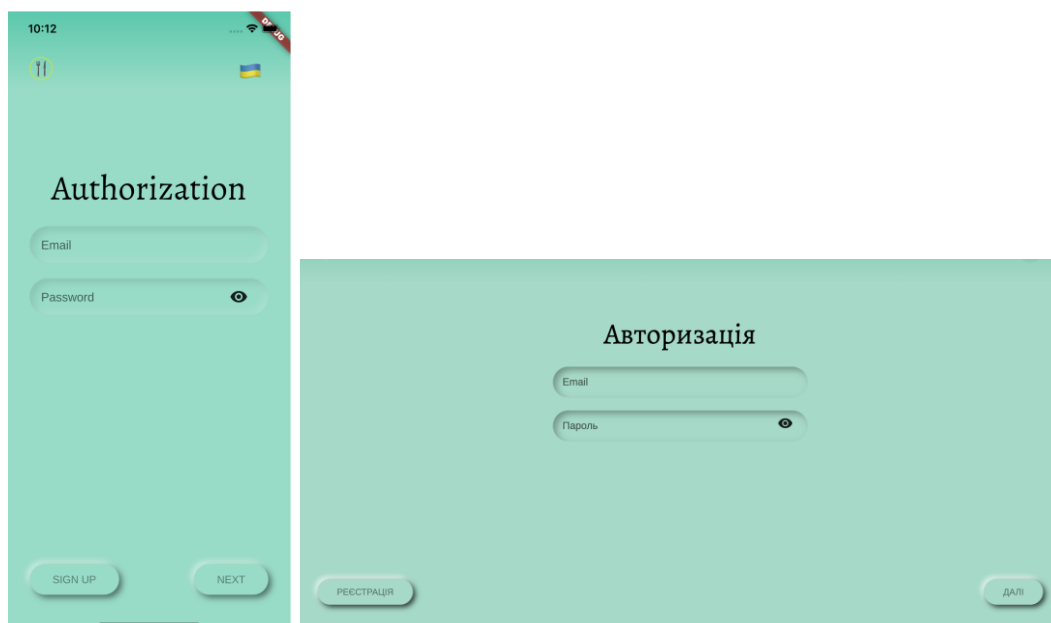 10:12
DEBUG
Authorization
Email
Password
SIGN UP
NEXT
Авторизація
Email
Пароль
РЕЄСТРАЦІЯ
ДАЛІ